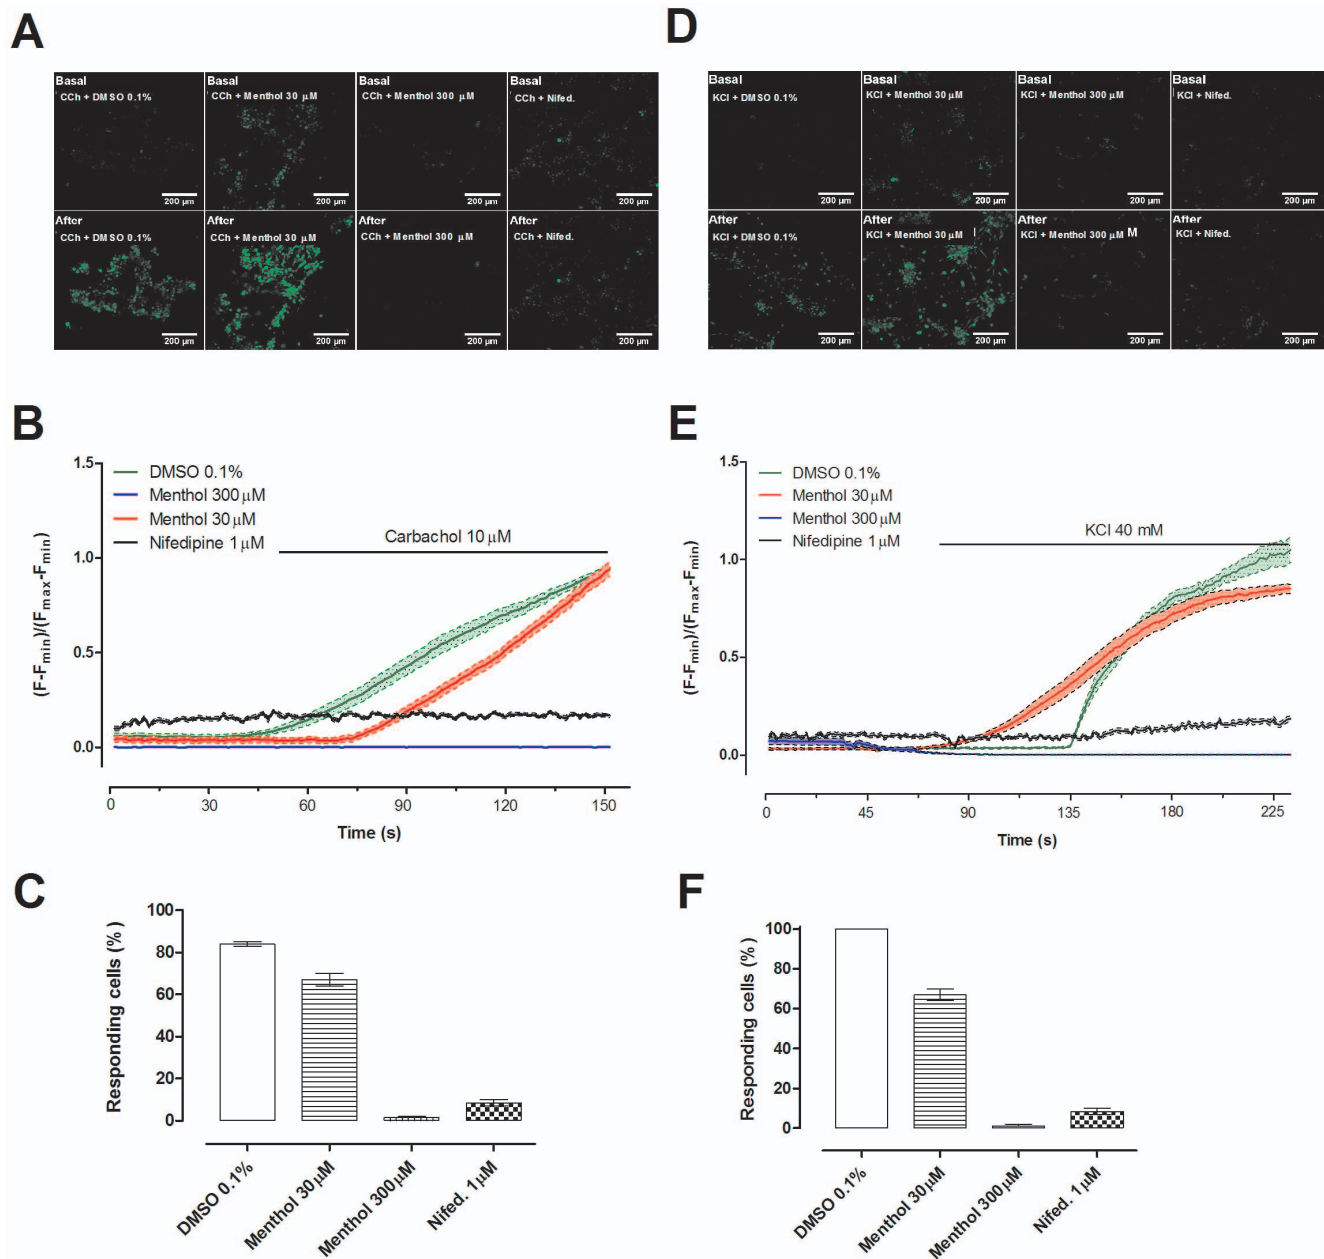 A
Basal
CCh + DMSO 0.1%
Basal
CCh + Menthol 30 µM
Basal
CCh + Menthol 300 µM
Basal
CCh + Nifed.
200 µm
200 µm
200 µm
200 µm
After
CCh + DMSO 0.1%
After
CCh + Menthol 30 µM
After
CCh + Menthol 300 µM
After
CCh + Nifed.
200 µm
200 µm
200 µm
200 µm
D
Basal
KCl + DMSO 0.1%
Basal
KCl + Menthol 30 µM
Basal
KCl + Menthol 300 µM
Basal
KCl + Nifed.
200 µm
200 µm
200 µm
200 µm
After
KCl + DMSO 0.1%
After
KCl + Menthol 30 µM
After
KCl + Menthol 300 µM M
After
KCl + Nifed.
200 µm
200 µm
200 µm
200 µm
B
(F-Fmin)/(Fmax-Fmin)
1.5
1.0
0.5
0.0
DMSO 0.1%
Menthol 300 µM
Menthol 30 µM
Nifedipine 1 µM
Carbachol 10 µM
0 30 60 90 120 150
Time (s)
E
(F-Fmin)/(Fmax-Fmin)
1.5
1.0
0.5
0.0
DMSO 0.1%
Menthol 30 µM
Menthol 300 µM
Nifedipine 1 µM
KCl 40 mM
0 45 90 135 180 225
Time (s)
C
Responding cells (%)
100
80
60
40
20
0
DMSO 0.1%
Menthol 30 µM
Menthol 300 µM
Nifed. 1 µM
F
Responding cells (%)
100
80
60
40
20
0
DMSO 0.1%
Menthol 30 µM
Menthol 300 µM
Nifed. 1 µM